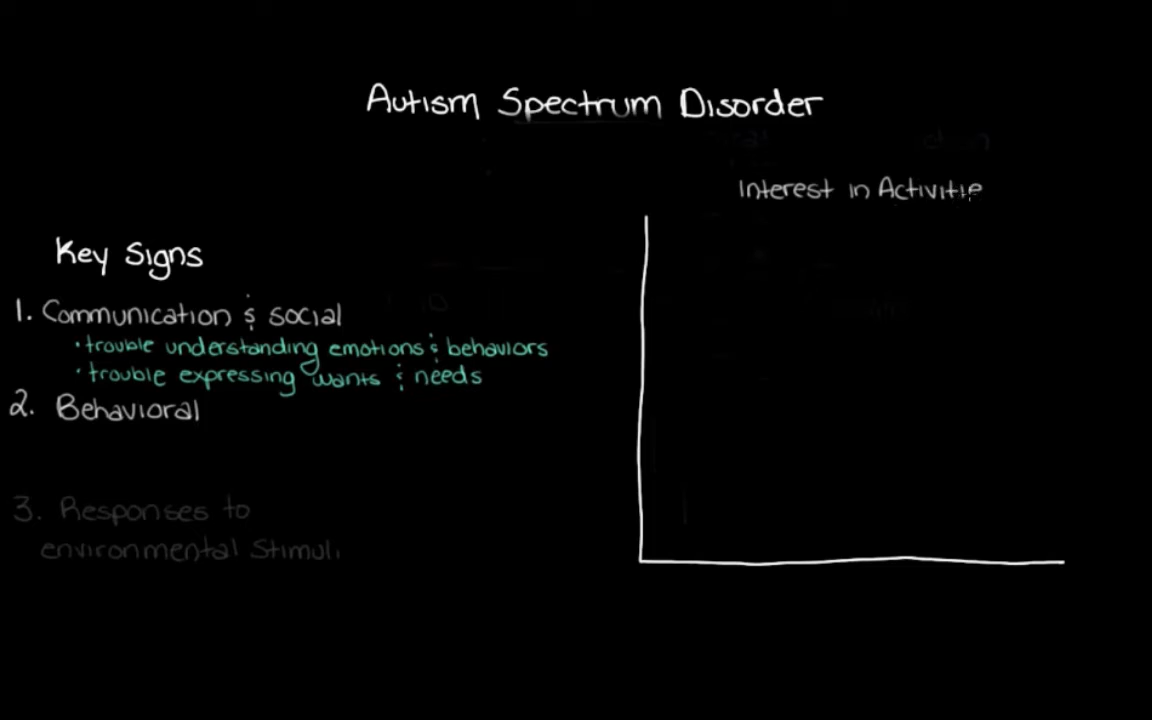 Autism Spectrum Disorder
Interest in Activitie
Key Signs
1. Communication & social
• trouble understanding emotions & behaviors
• trouble expressing wants & needs
2. Behavioral
3. Responses to
environmental Stimuli